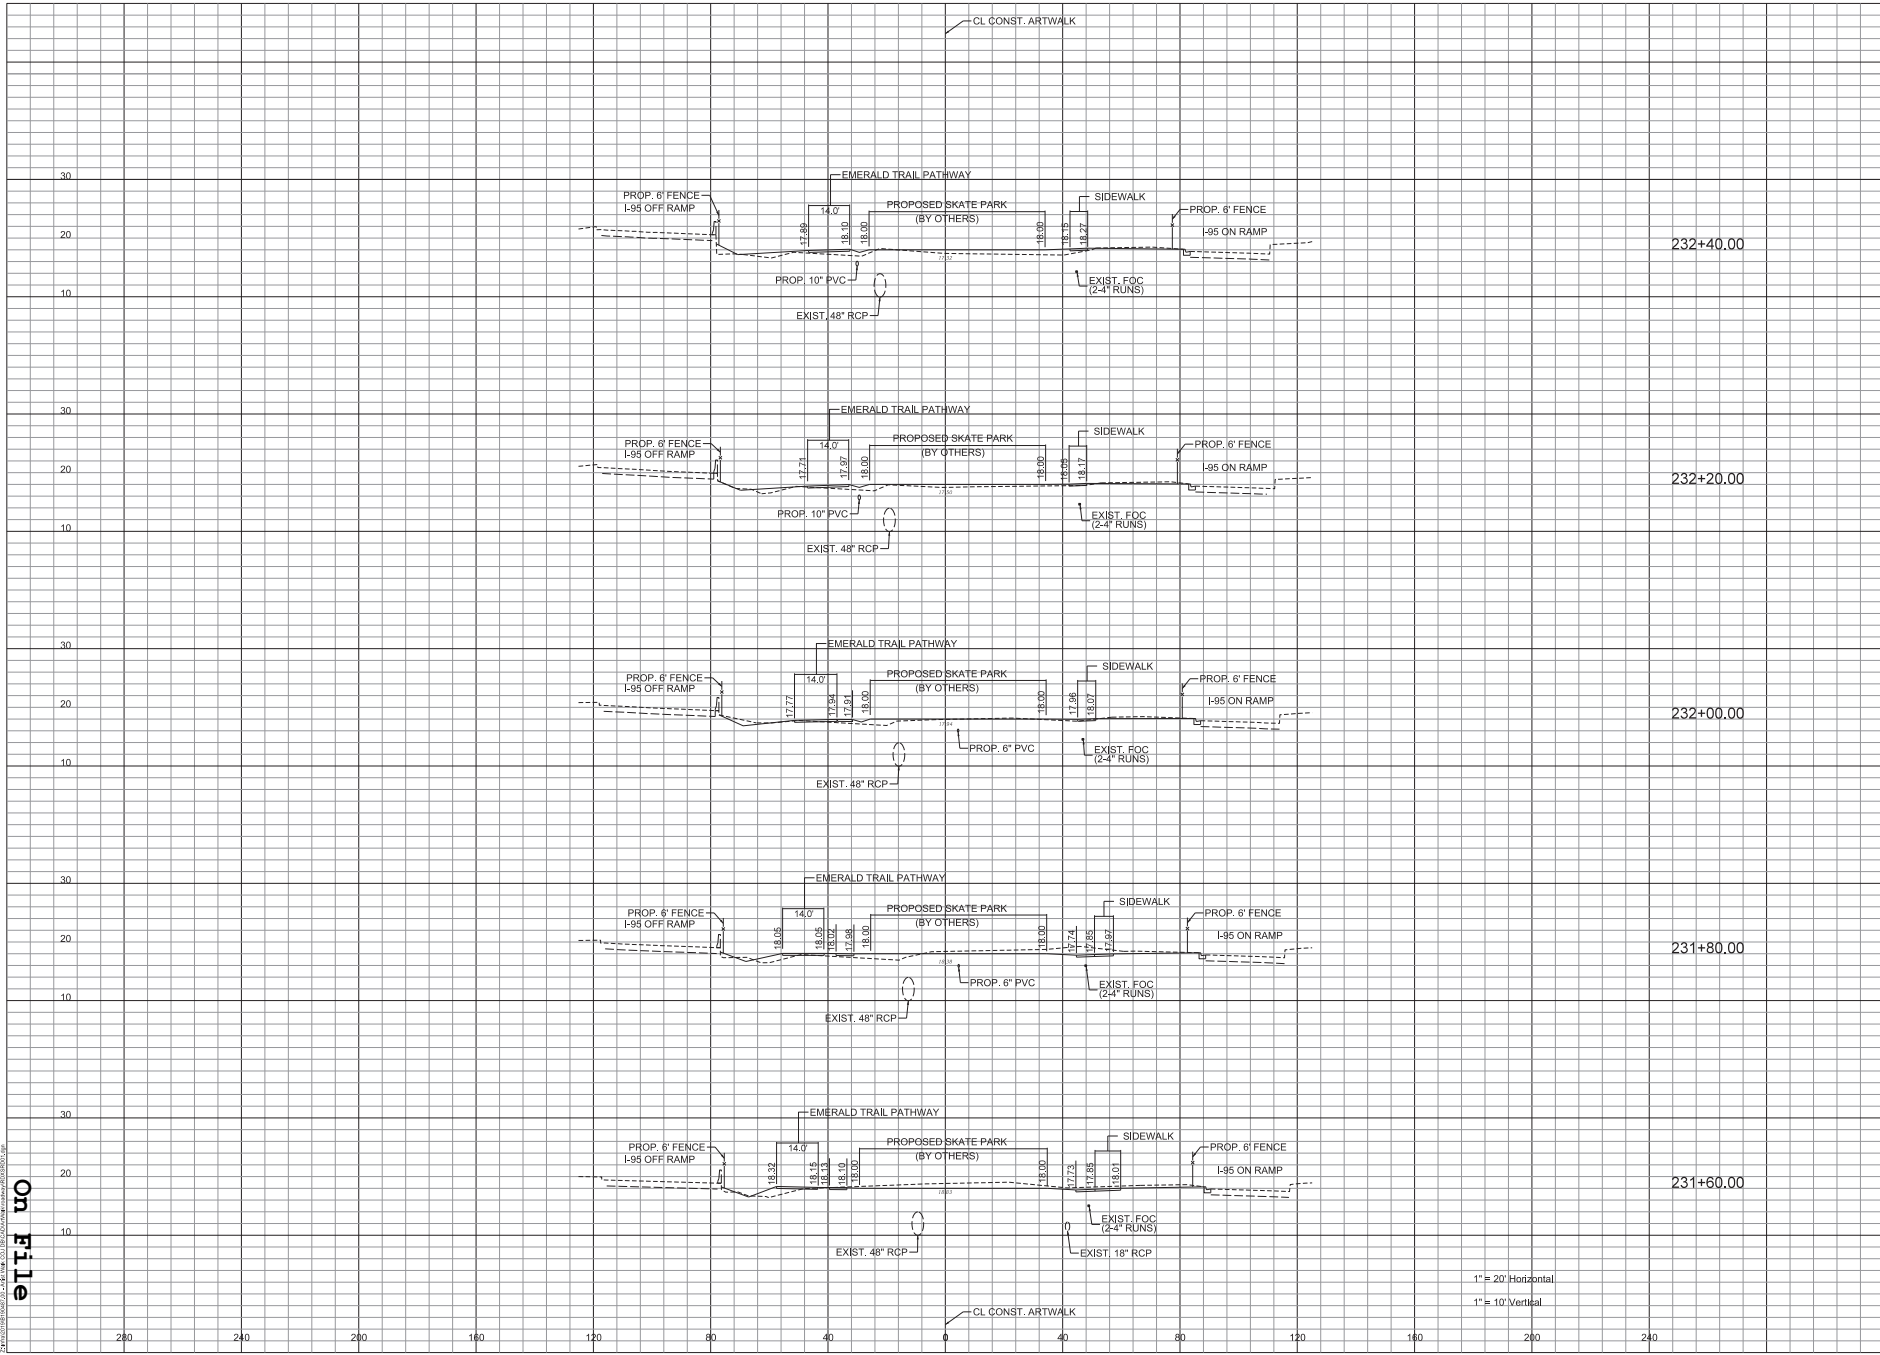 CL CONST. ARTWALK
30
EMERALD TRAIL PATHWAY
PROP. 6' FENCE
I-95 OFF RAMP
14.0'
PROPOSED SKATE PARK
(BY OTHERS)
SIDEWALK
PROP. 6' FENCE
I-95 ON RAMP
17.89
18.10
18.00
18.00
18.15
18.27
20
232+40.00
17.32
PROP. 10" PVC
EXIST. FOC
(2-4" RUNS)
10
EXIST. 48" RCP
30
EMERALD TRAIL PATHWAY
PROP. 6' FENCE
I-95 OFF RAMP
14.0'
PROPOSED SKATE PARK
(BY OTHERS)
SIDEWALK
PROP. 6' FENCE
I-95 ON RAMP
17.71
17.97
18.00
18.00
18.17
20
232+20.00
PROP. 10" PVC
EXIST. FOC
(2-4" RUNS)
10
EXIST. 48" RCP
30
EMERALD TRAIL PATHWAY
PROP. 6' FENCE
I-95 OFF RAMP
14.0'
PROPOSED SKATE PARK
(BY OTHERS)
SIDEWALK
PROP. 6' FENCE
I-95 ON RAMP
17.77
17.94
17.91
18.00
18.00
17.96
18.07
20
232+00.00
17.94
PROP. 6" PVC
EXIST. FOC
(2-4" RUNS)
10
EXIST. 48" RCP
30
EMERALD TRAIL PATHWAY
PROP. 6' FENCE
I-95 OFF RAMP
14.0'
PROPOSED SKATE PARK
(BY OTHERS)
SIDEWALK
PROP. 6' FENCE
I-95 ON RAMP
18.05
18.05
18.02
17.98
18.00
18.00
17.74
17.85
17.97
20
231+80.00
PROP. 6" PVC
EXIST. FOC
(2-4" RUNS)
10
EXIST. 48" RCP
30
EMERALD TRAIL PATHWAY
PROP. 6' FENCE
I-95 OFF RAMP
14.0'
PROPOSED SKATE PARK
(BY OTHERS)
SIDEWALK
PROP. 6' FENCE
I-95 ON RAMP
18.32
18.15
18.13
18.10
18.00
18.00
17.73
17.85
18.01
20
231+60.00
EXIST. FOC
(2-4" RUNS)
10
EXIST. 48" RCP
EXIST. 18" RCP
1" = 20' Horizontal
1" = 10' Vertical
CL CONST. ARTWALK
280 240 160 120 80 40 0 40 80 120 160 200 240
On File